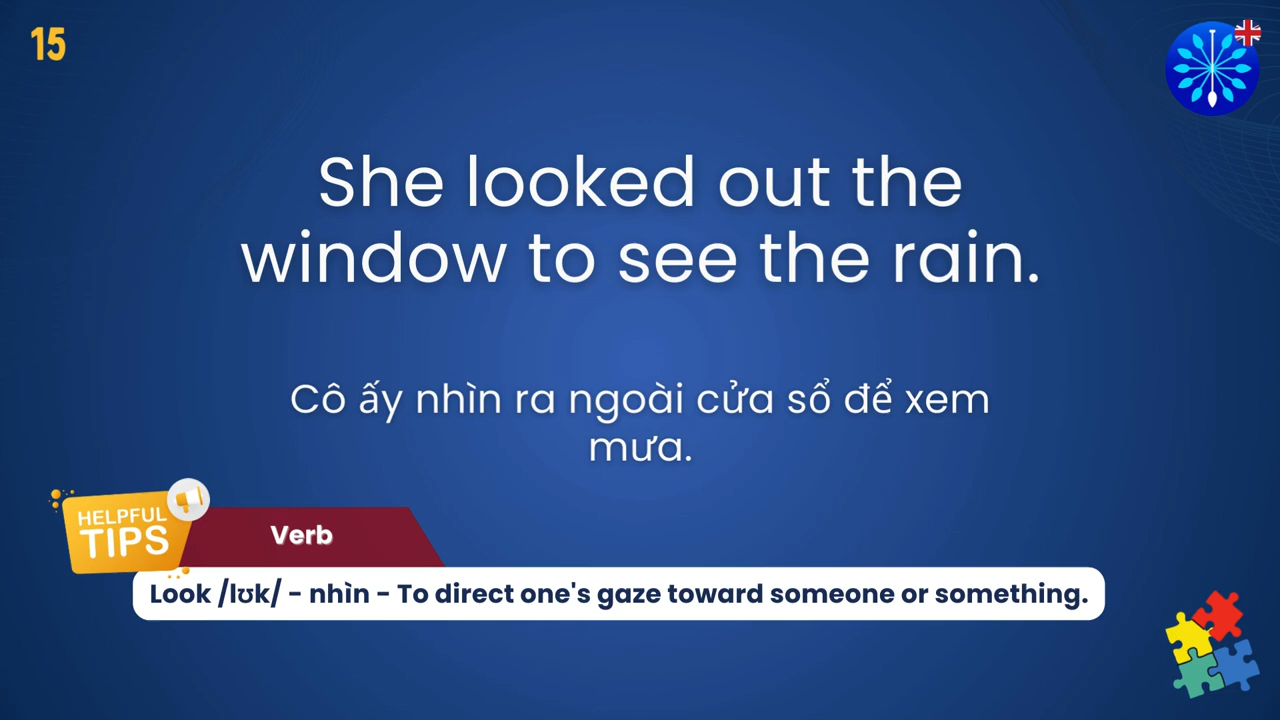 15
She looked out the
window to see the rain.
Cô ấy nhìn ra ngoài cửa sổ để xem
mưa.
HELPFUL
TIPS
Verb
Look /lʊk/ - nhìn - To direct one's gaze toward someone or something.